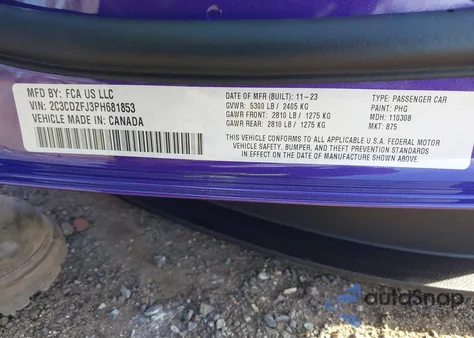 MFD BY: FCA US LLC
VIN: 2C3CDZFJ3PH681853
VEHICLE MADE IN: CANADA
DATE OF MFR (BUILT): 11-23
GVWR: 5300 LB / 2405 KG
GAWR FRONT: 2810 LB / 1275 KG
GAWR REAR: 2810 LB / 1275 KG
TYPE: PASSENGER CAR
PAINT: PHG
MDH: 110308
MKT: 875
THIS VEHICLE CONFORMS TO ALL APPLICABLE U.S.A. FEDERAL MOTOR
VEHICLE SAFETY, BUMPER, AND THEFT PREVENTION STANDARDS
IN EFFECT ON THE DATE OF MANUFACTURE SHOWN ABOVE.
autoSnap